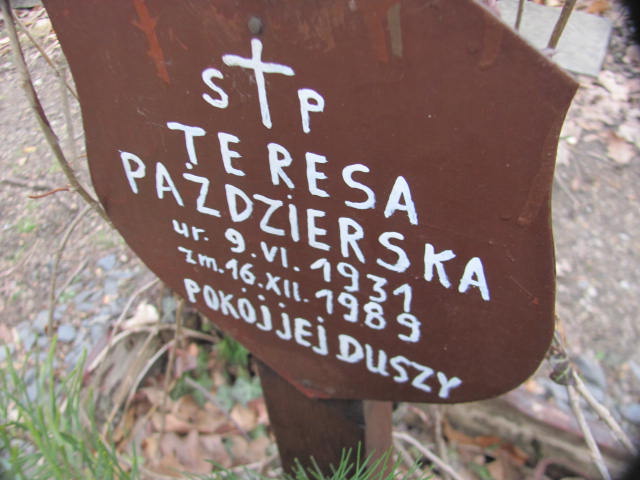 S†P
TERESA
PAŹDZIERSKA
ur. 9.VI.1931
zm.16.XII.1989
POKÓJ JEJ DUSZY